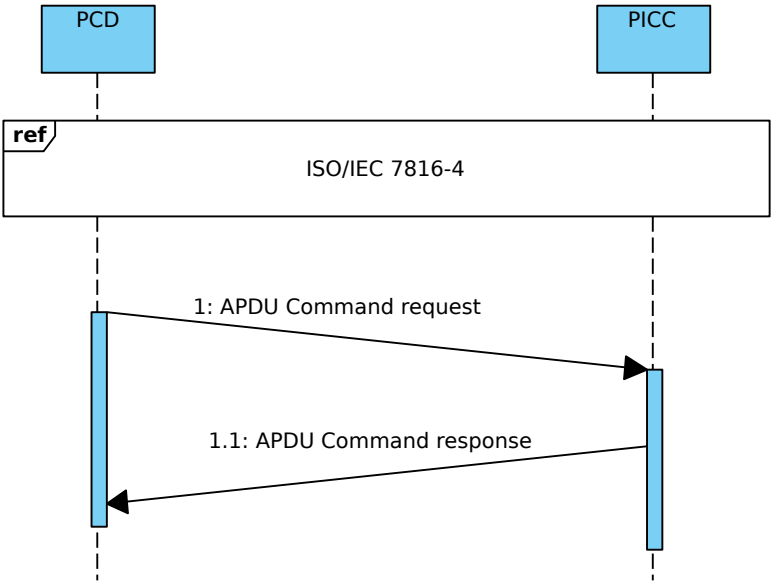 PCD
PICC
ref
ISO/IEC 7816-4
1: APDU Command request
1.1: APDU Command response